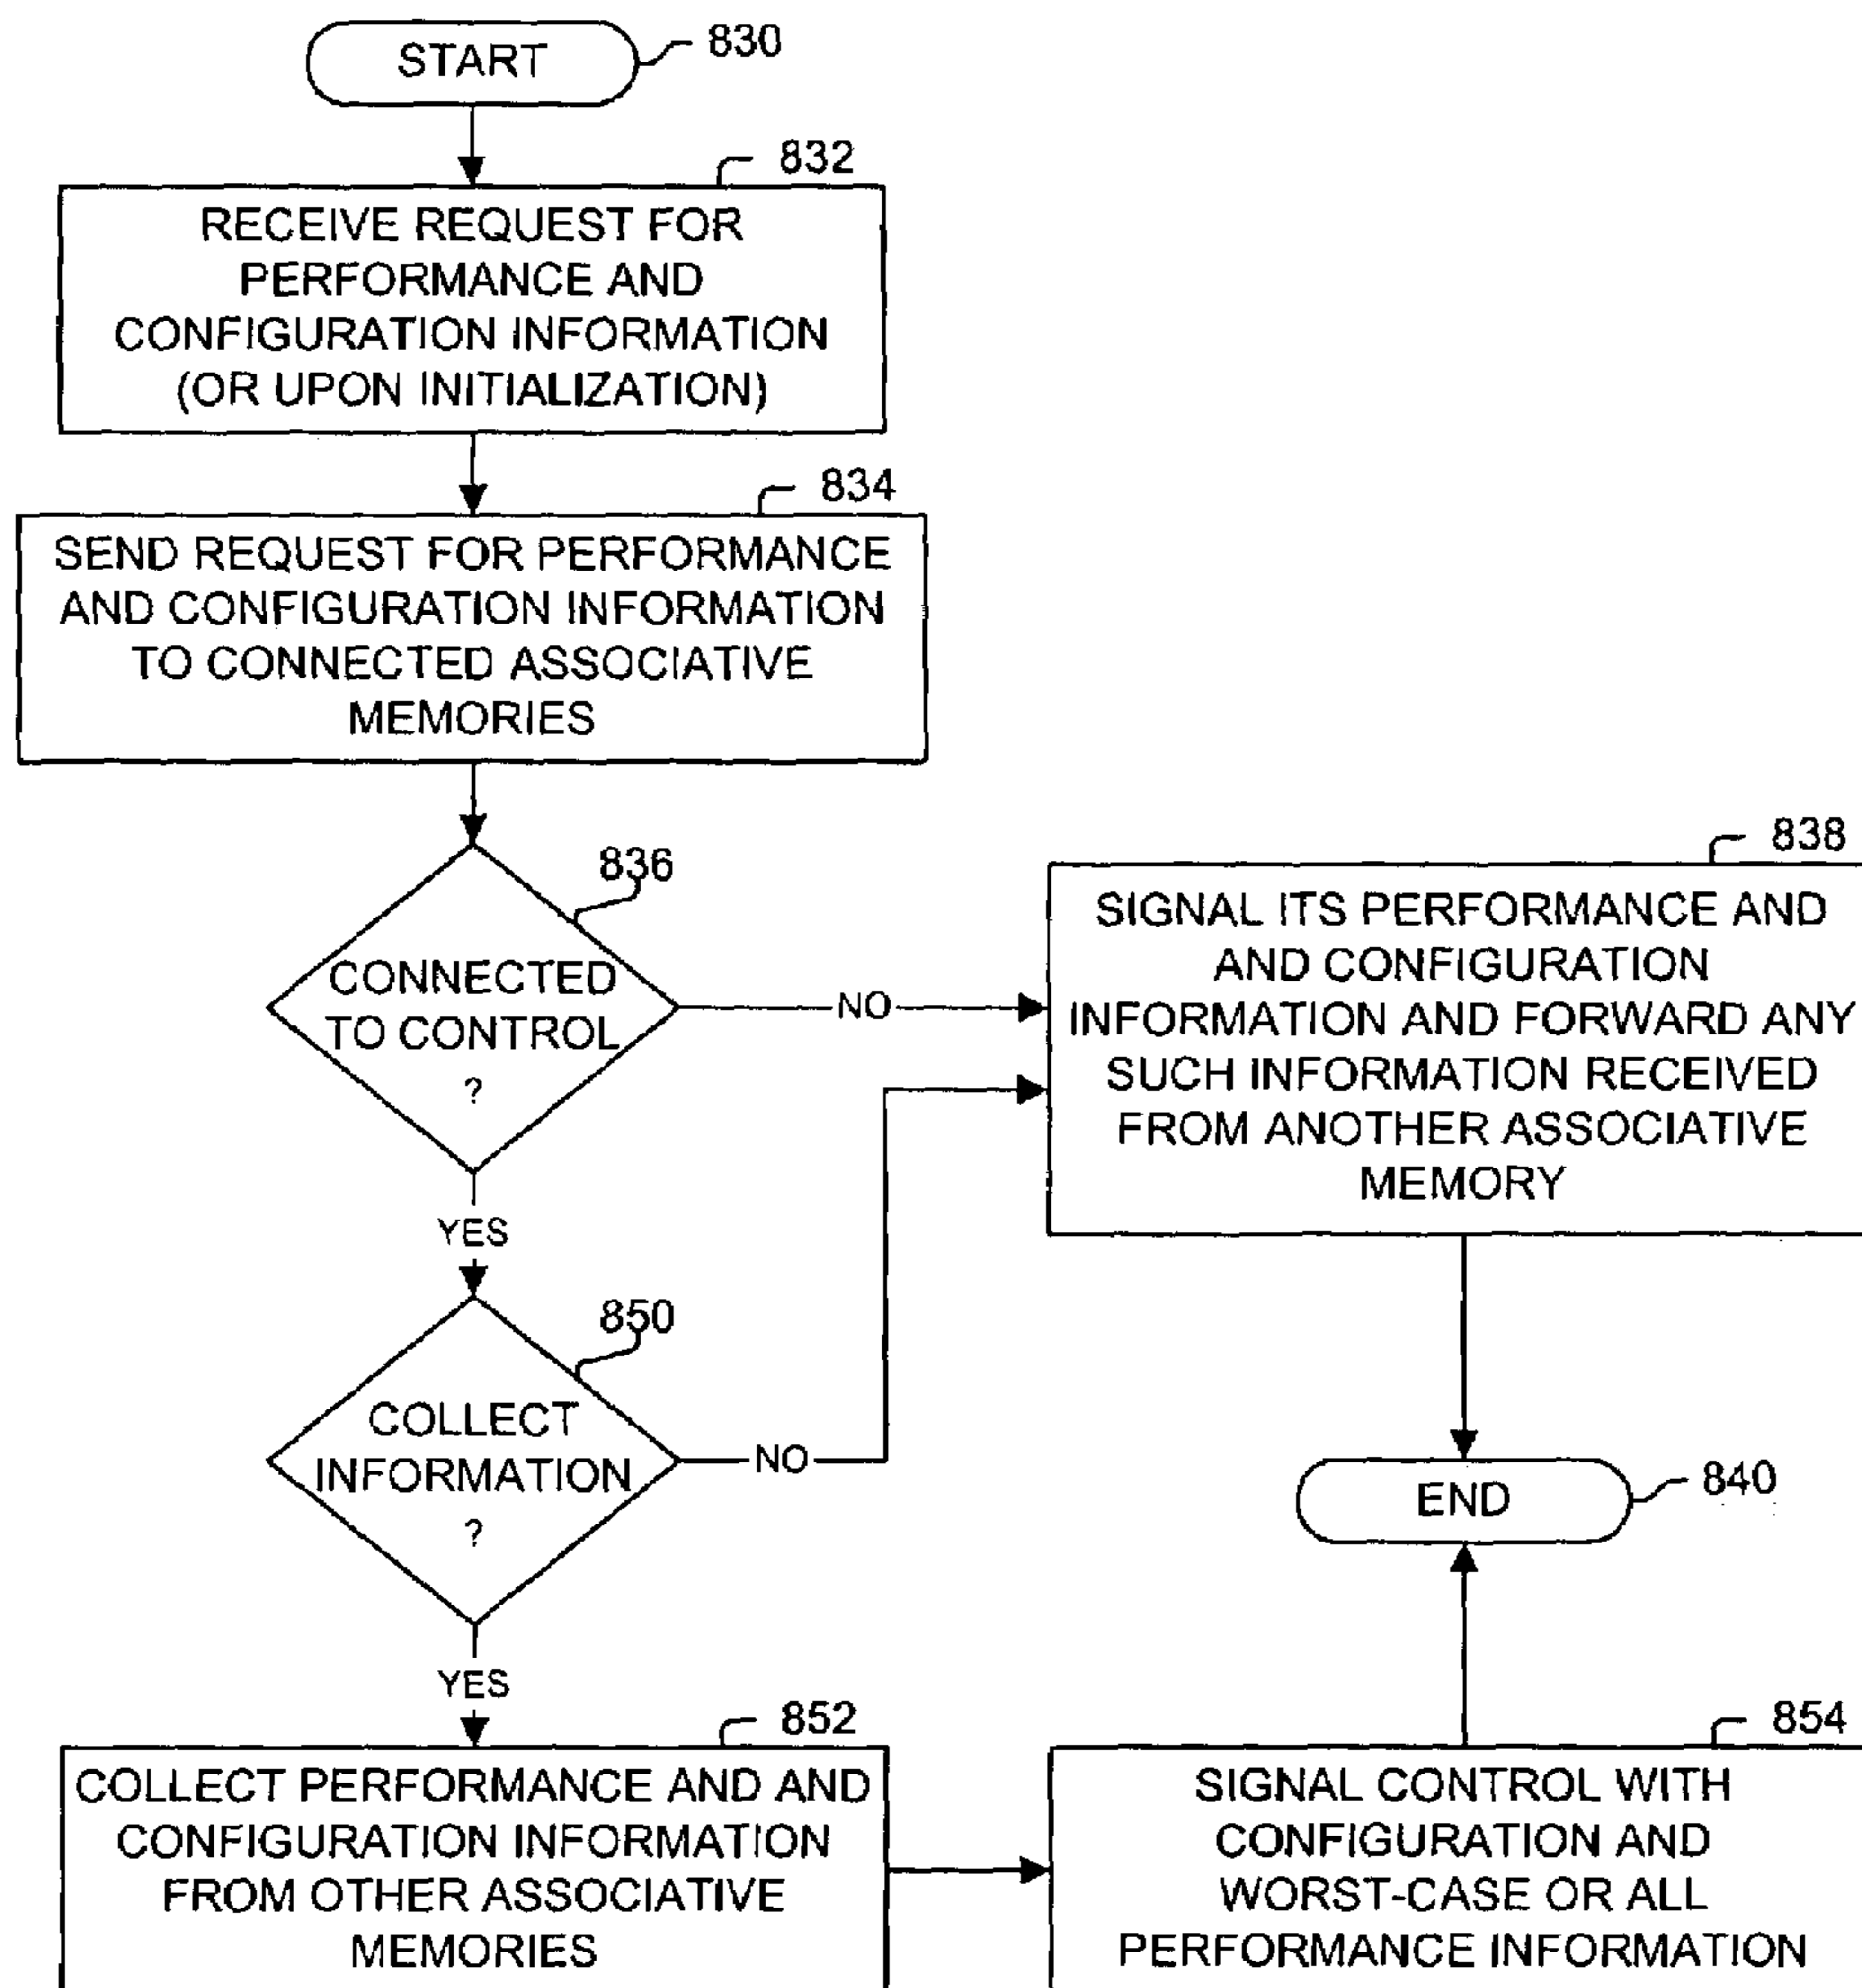 START
830
832
RECEIVE REQUEST FOR
PERFORMANCE AND
CONFIGURATION INFORMATION
(OR UPON INITIALIZATION)
834
SEND REQUEST FOR PERFORMANCE
AND CONFIGURATION INFORMATION
TO CONNECTED ASSOCIATIVE
MEMORIES
836
CONNECTED
TO CONTROL
?
NO
YES
838
SIGNAL ITS PERFORMANCE AND
AND CONFIGURATION
INFORMATION AND FORWARD ANY
SUCH INFORMATION RECEIVED
FROM ANOTHER ASSOCIATIVE
MEMORY
850
COLLECT
INFORMATION
?
NO
YES
END
840
852
COLLECT PERFORMANCE AND AND
CONFIGURATION INFORMATION
FROM OTHER ASSOCIATIVE
MEMORIES
854
SIGNAL CONTROL WITH
CONFIGURATION AND
WORST-CASE OR ALL
PERFORMANCE INFORMATION